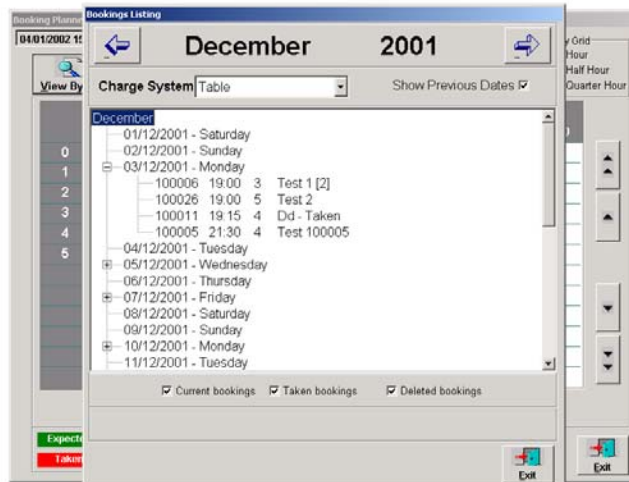 Booking Planne
Bookings Listing
04/01/2002 15
December 2001
y Grid
Hour
Half Hour
Quarter Hour
View By
Charge System Table
Show Previous Dates
December
01/12/2001 - Saturday
02/12/2001 - Sunday
03/12/2001 - Monday
100006 19:00 3 Test 1 [2]
100026 19:00 5 Test 2
100011 19:15 4 Dd - Taken
100005 21:30 4 Test 100005
04/12/2001 - Tuesday
05/12/2001 - Wednesday
06/12/2001 - Thursday
07/12/2001 - Friday
08/12/2001 - Saturday
09/12/2001 - Sunday
10/12/2001 - Monday
11/12/2001 - Tuesday
0
1
2
3
4
5
Current bookings Taken bookings Deleted bookings
Expecte
Taken
Exit
Exit